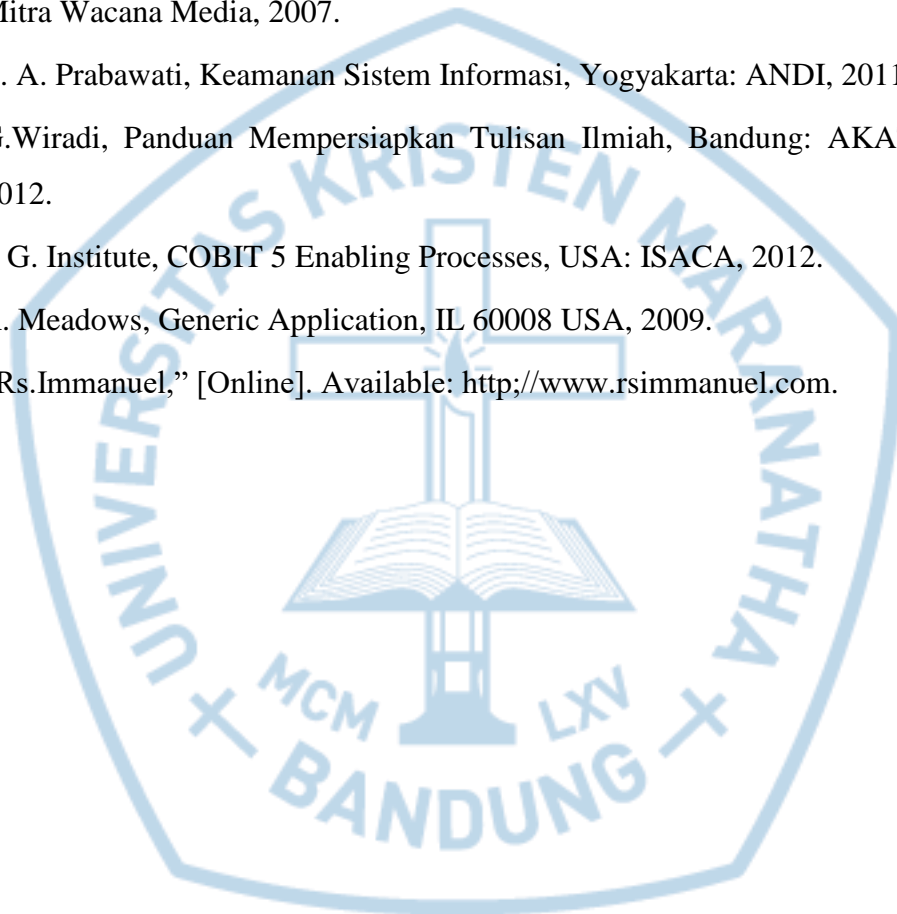 Mitra Wacana Media, 2007.
. A. Prabawati, Keamanan Sistem Informasi, Yogyakarta: ANDI, 2011
G.Wiradi, Panduan Mempersiapkan Tulisan Ilmiah, Bandung: AKA
012.
G. Institute, COBIT 5 Enabling Processes, USA: ISACA, 2012.
. Meadows, Generic Application, IL 60008 USA, 2009.
Rs.Immanuel,” [Online]. Available: http;//www.rsimmanuel.com.
UNIVERSITAS KRISTEN MARANATHA
MCM LXV
BANDUNG